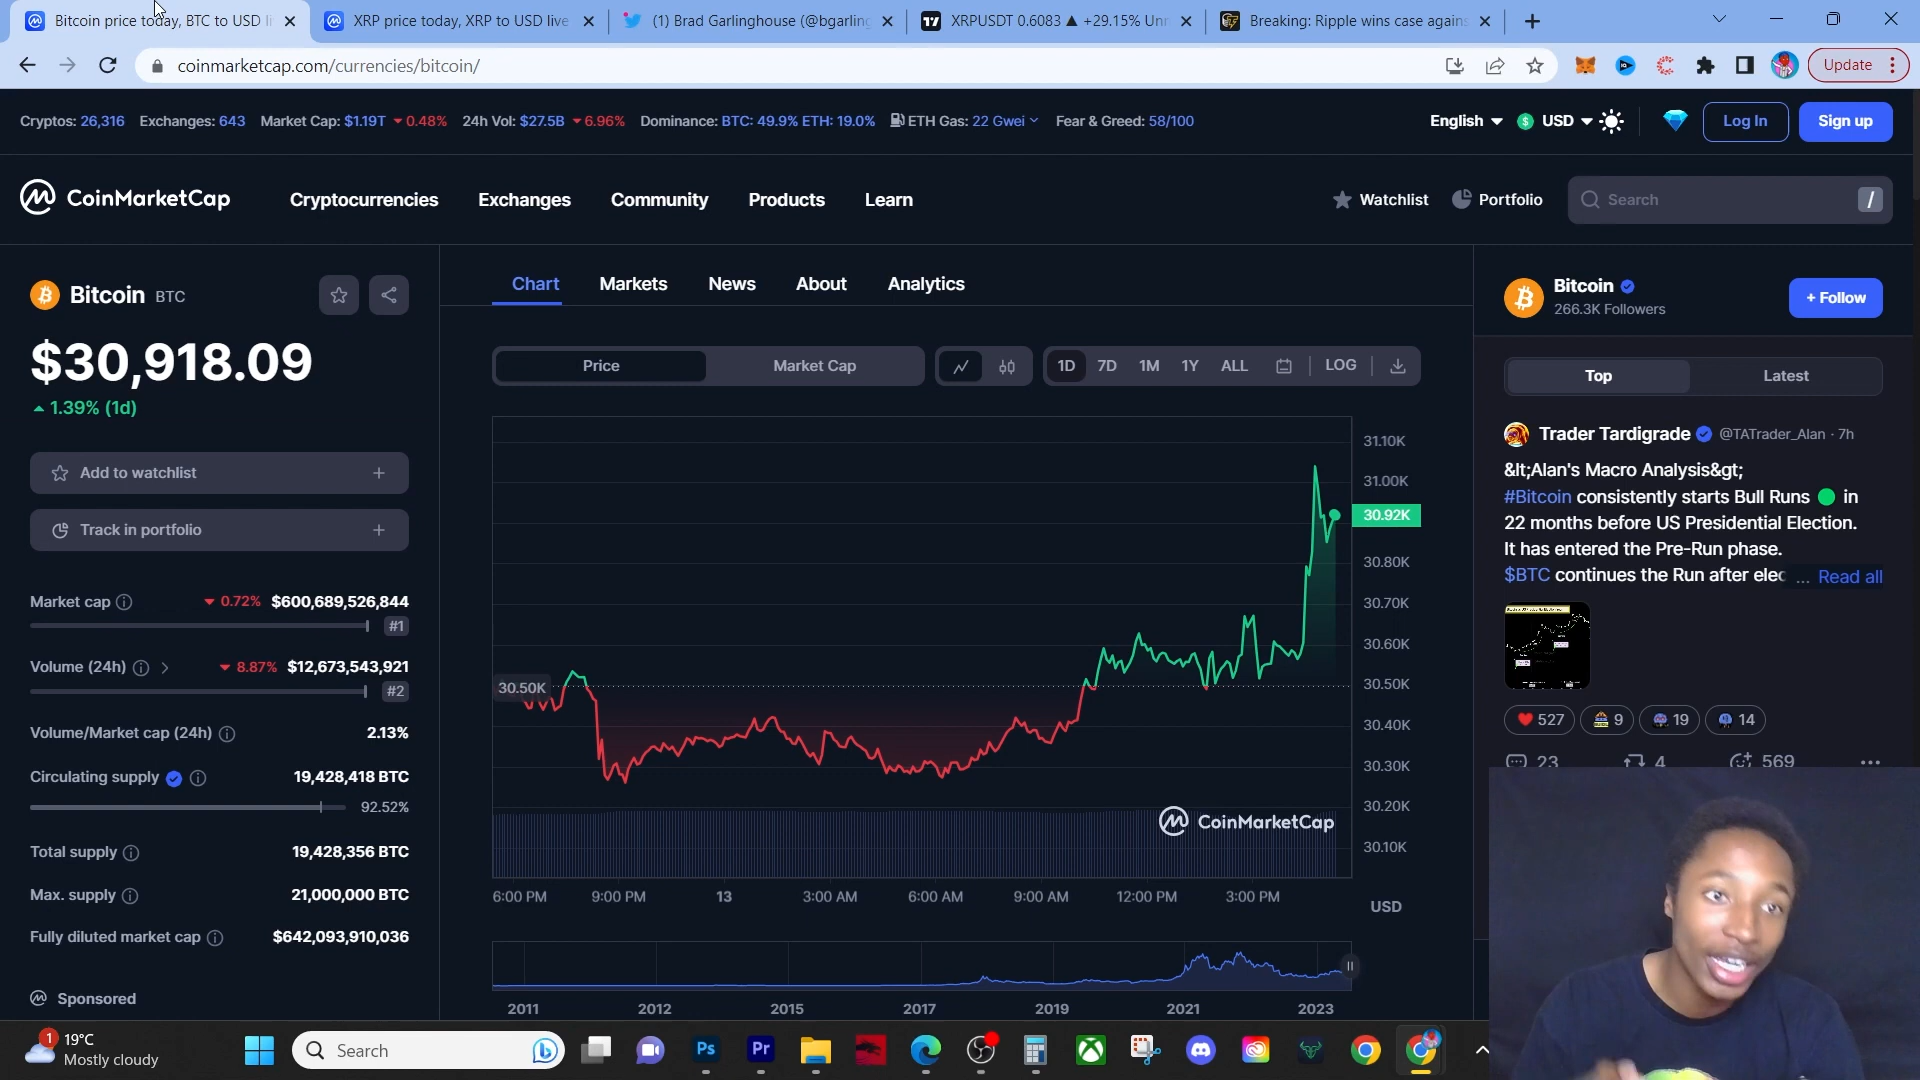 Bitcoin price today, BTC to USD li
XRP price today, XRP to USD live
(1) Brad Garlinghouse (@bgarling
XRPUSDT 0.6083 ▲ +29.15% Unn
Breaking: Ripple wins case agains
coinmarketcap.com/currencies/bitcoin/
Update
Cryptos: 26,316 Exchanges: 643 Market Cap: $1.19T ▼ 0.48% 24h Vol: $27.5B ▼ 6.96% Dominance: BTC: 49.9% ETH: 19.0% ETH Gas: 22 Gwei Fear & Greed: 58/100
English USD
Log In
Sign up
CoinMarketCap
Cryptocurrencies Exchanges Community Products Learn
Watchlist Portfolio
Search /
Bitcoin BTC
$30,918.09
▲ 1.39% (1d)
Add to watchlist +
Track in portfolio +
Market cap ▼ 0.72% $600,689,526,844
#1
Volume (24h) ▼ 8.87% $12,673,543,921
#2
Volume/Market cap (24h) 2.13%
Circulating supply 19,428,418 BTC
92.52%
Total supply 19,428,356 BTC
Max. supply 21,000,000 BTC
Fully diluted market cap $642,093,910,036
Sponsored
Chart Markets News About Analytics
Price Market Cap
1D 7D 1M 1Y ALL LOG
31.10K
31.00K
30.92K
30.80K
30.70K
30.60K
30.50K
30.50K
30.40K
30.30K
30.20K
30.10K
CoinMarketCap
6:00 PM 9:00 PM 13 3:00 AM 6:00 AM 9:00 AM 12:00 PM 3:00 PM
USD
2011 2012 2015 2017 2019 2021 2023
Bitcoin
266.3K Followers
+ Follow
Top Latest
Trader Tardigrade @TATrader_Alan · 7h
&lt;Alan's Macro Analysis&gt;
#Bitcoin consistently starts Bull Runs in
22 months before US Presidential Election.
It has entered the Pre-Run phase.
$BTC continues the Run after elec ... Read all
527 9 19 14
23 4 569 ...
1 19°C
Mostly cloudy
Search
Ps Pr